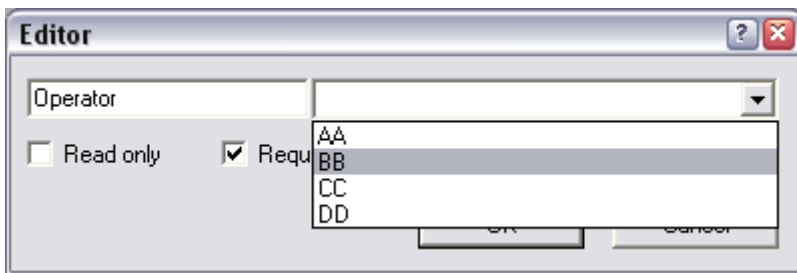 Editor
Operator
AA
Read only Requ
BB
CC
DD